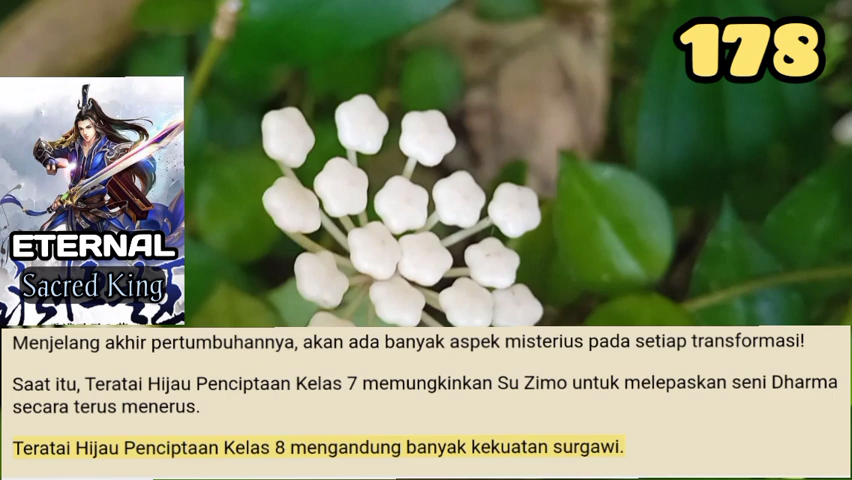 178
ETERNAL
Sacred King
Menjelang akhir pertumbuhannya, akan ada banyak aspek misterius pada setiap transformasi!
Saat itu, Teratai Hijau Penciptaan Kelas 7 memungkinkan Su Zimo untuk melepaskan seni Dharma
secara terus menerus.
Teratai Hijau Penciptaan Kelas 8 mengandung banyak kekuatan surgawi.